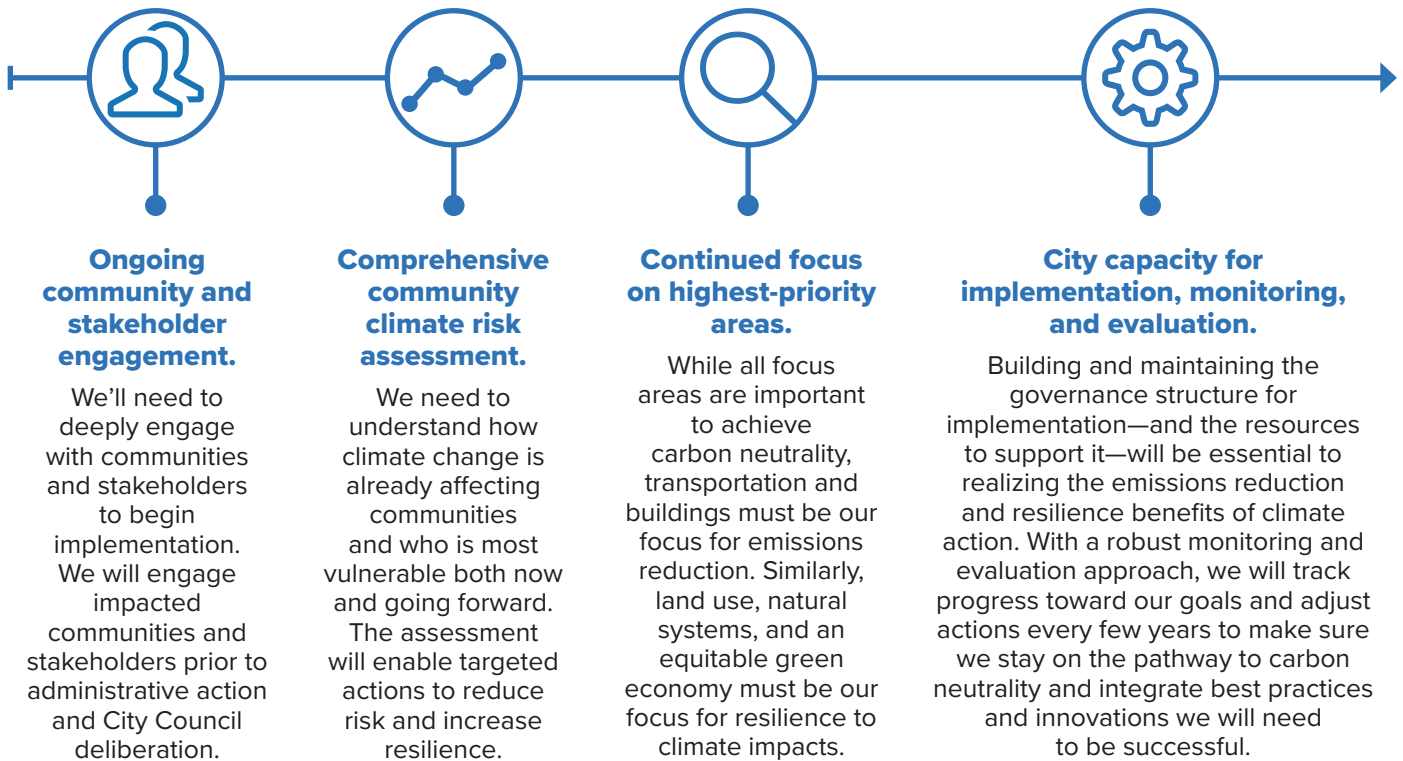 Ongoing
community and
stakeholder
engagement.
We’ll need to
deeply engage
with communities
and stakeholders
to begin
implementation.
We will engage
impacted
communities and
stakeholders prior to
administrative action
and City Council
deliberation.
Comprehensive
community
climate risk
assessment.
We need to
understand how
climate change is
already affecting
communities
and who is most
vulnerable both now
and going forward.
The assessment
will enable targeted
actions to reduce
risk and increase
resilience.
Continued focus
on highest-priority
areas.
While all focus
areas are important
to achieve
carbon neutrality,
transportation and
buildings must be our
focus for emissions
reduction. Similarly,
land use, natural
systems, and an
equitable green
economy must be our
focus for resilience to
climate impacts.
City capacity for
implementation, monitoring,
and evaluation.
Building and maintaining the
governance structure for
implementation—and the resources
to support it—will be essential to
realizing the emissions reduction
and resilience benefits of climate
action. With a robust monitoring and
evaluation approach, we will track
progress toward our goals and adjust
actions every few years to make sure
we stay on the pathway to carbon
neutrality and integrate best practices
and innovations we will need
to be successful.